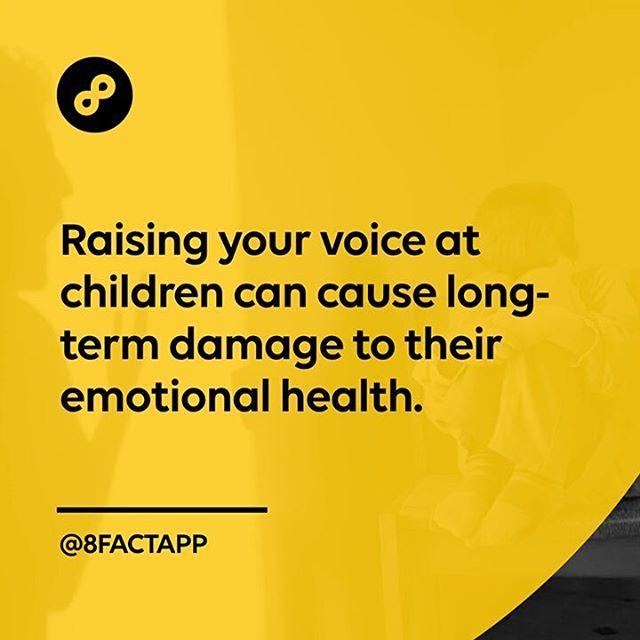 Raising your voice at
children can cause long-
term damage to their
emotional health.
@8FACTAPP